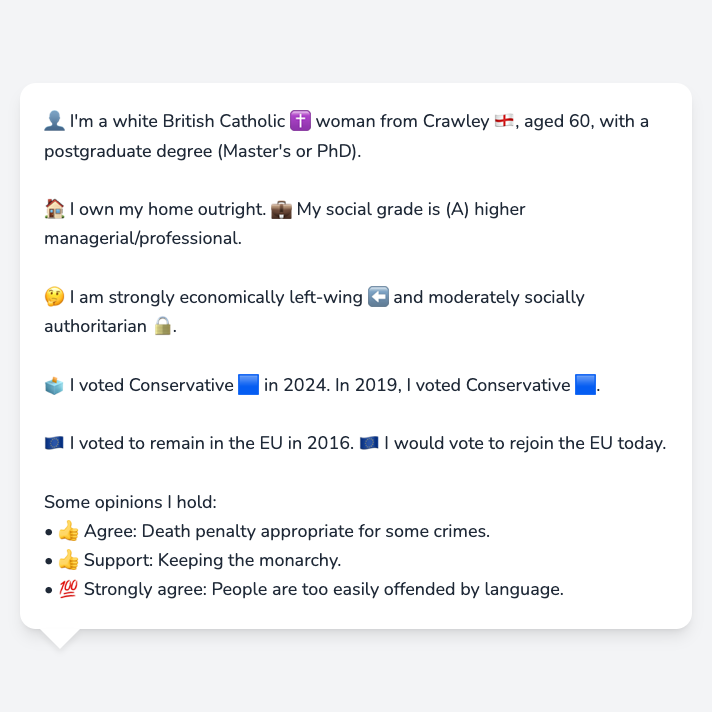 👤 I'm a white British Catholic ✝️ woman from Crawley 🏴󠁧󠁢󠁥󠁮󠁧󠁿, aged 60, with a
postgraduate degree (Master's or PhD).
🏠 I own my home outright. 💼 My social grade is (A) higher
managerial/professional.
🤔 I am strongly economically left-wing ⬅️ and moderately socially
authoritarian 🔒.
🗳️ I voted Conservative 🟦 in 2024. In 2019, I voted Conservative 🟦.
🇪🇺 I voted to remain in the EU in 2016. 🇪🇺 I would vote to rejoin the EU today.
Some opinions I hold:
• 👍 Agree: Death penalty appropriate for some crimes.
• 👍 Support: Keeping the monarchy.
• 💯 Strongly agree: People are too easily offended by language.